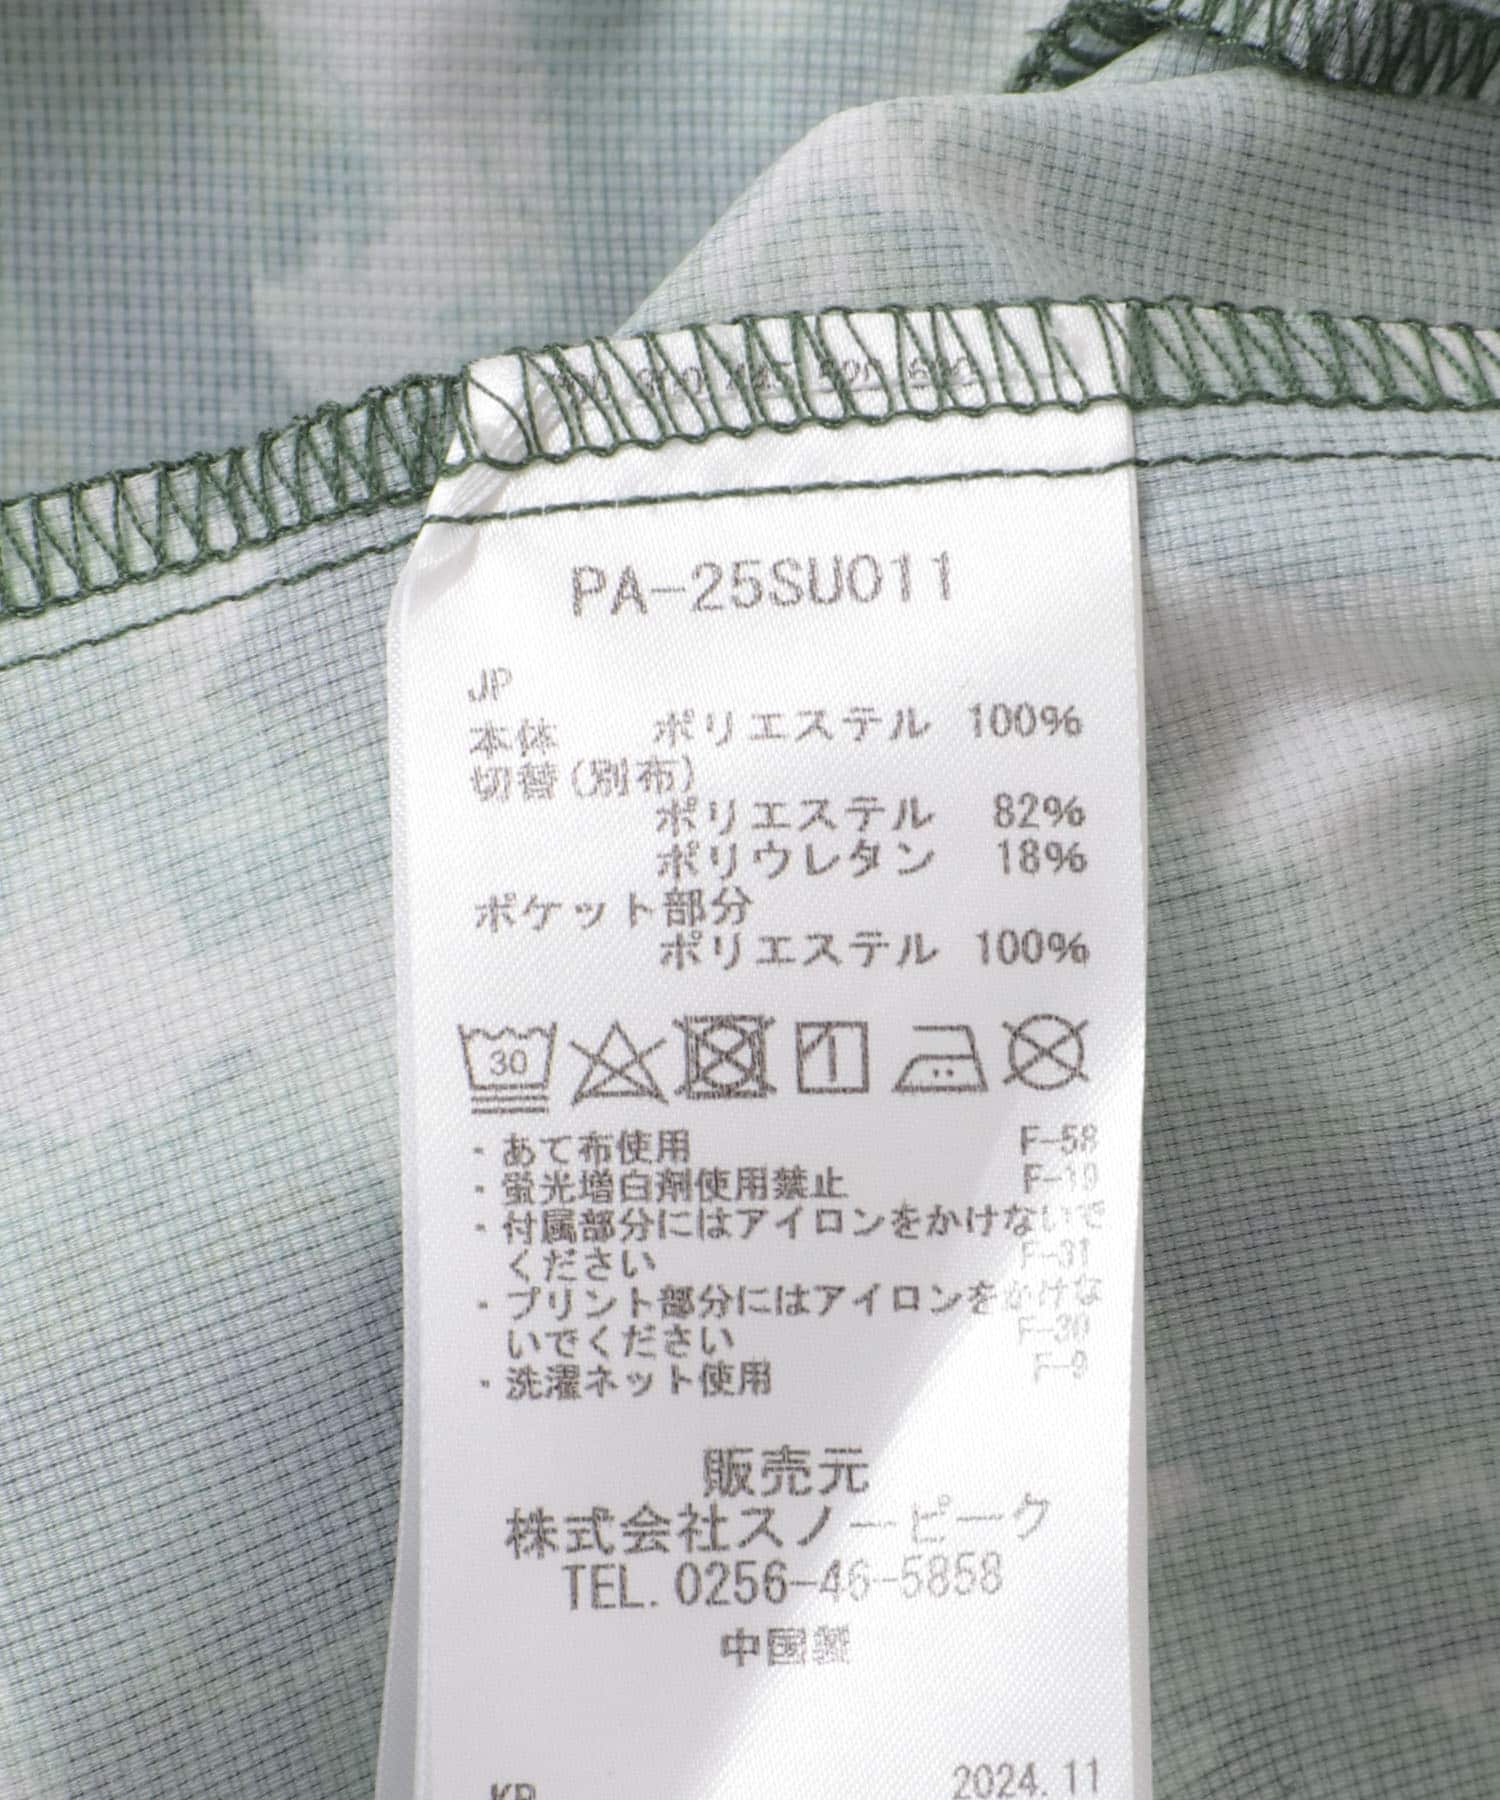 PA-25SU011
JP
本体 ポリエステル 100%
切替(別布)
ポリエステル 82%
ポリウレタン 18%
ポケット部分
ポリエステル 100%
30
・あて布使用 F-58
・蛍光増白剤使用禁止 F-19
・付属部分にはアイロンをかけないで
ください F-31
・プリント部分にはアイロンをかけな
いでください F-30
・洗濯ネット使用 F-9
販売元
株式会社スノーピーク
TEL.0256-46-5858
中国製
KR 2024.11